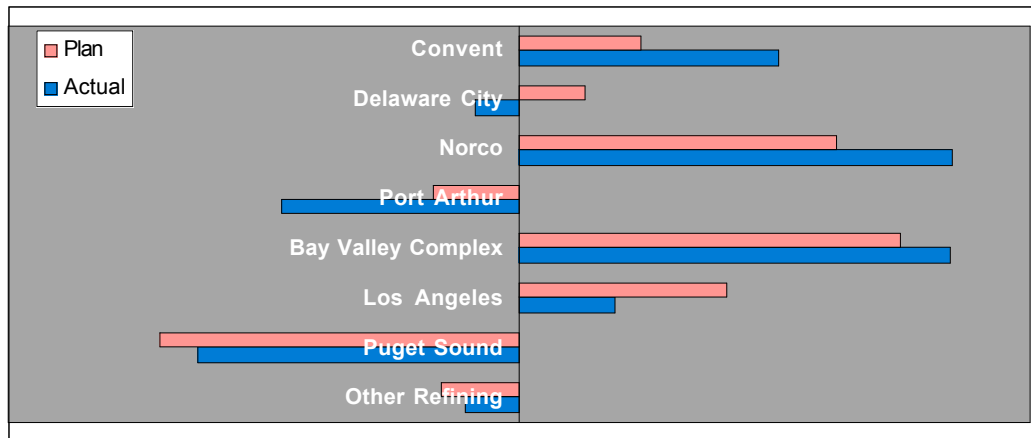 Plan
Actual
Convent
Delaware City
Norco
Port Arthur
Bay Valley Complex
Los Angeles
Puget Sound
Other Refining